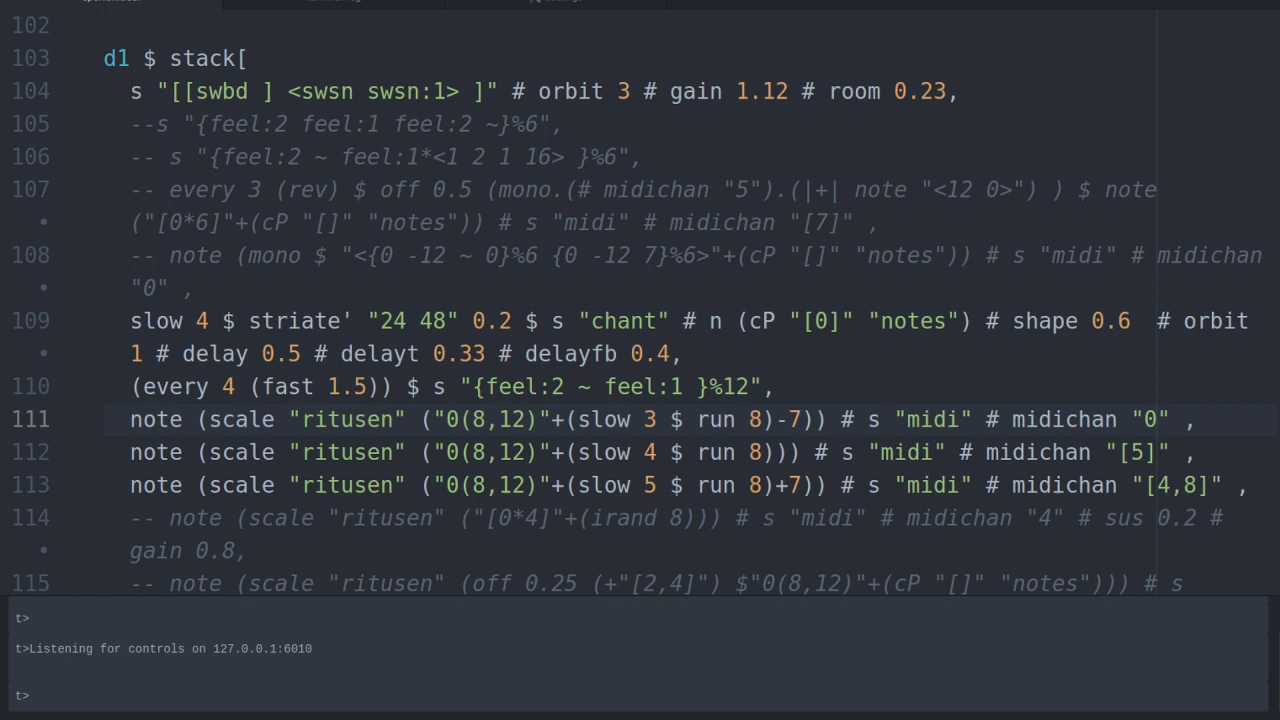 102
103 d1 $ stack[
104 s "[[swbd ] <swsn swsn:1> ]" # orbit 3 # gain 1.12 # room 0.23,
105 --s "{feel:2 feel:1 feel:2 ~}%6",
106 -- s "{feel:2 ~ feel:1*<1 2 1 16> }%6",
107 -- every 3 (rev) $ off 0.5 (mono.(# midichan "5").(|+| note "<12 0>") ) $ note
• ("[0*6]"+(cP "[]" "notes")) # s "midi" # midichan "[7]" ,
108 -- note (mono $ "<{0 -12 ~ 0}%6 {0 -12 7}%6>"+(cP "[]" "notes")) # s "midi" # midichan
• "0" ,
109 slow 4 $ striate' "24 48" 0.2 $ s "chant" # n (cP "[0]" "notes") # shape 0.6  # orbit
• 1 # delay 0.5 # delayt 0.33 # delayfb 0.4,
110 (every 4 (fast 1.5)) $ s "{feel:2 ~ feel:1 }%12",
111 note (scale "ritusen" ("0(8,12)"+(slow 3 $ run 8)-7)) # s "midi" # midichan "0" ,
112 note (scale "ritusen" ("0(8,12)"+(slow 4 $ run 8))) # s "midi" # midichan "[5]" ,
113 note (scale "ritusen" ("0(8,12)"+(slow 5 $ run 8)+7)) # s "midi" # midichan "[4,8]" ,
114 -- note (scale "ritusen" ("[0*4]"+(irand 8))) # s "midi" # midichan "4" # sus 0.2 #
• gain 0.8,
115 -- note (scale "ritusen" (off 0.25 (+"[2,4]") $"0(8,12)"+(cP "[]" "notes"))) # s
t>
t>Listening for controls on 127.0.0.1:6010
t>